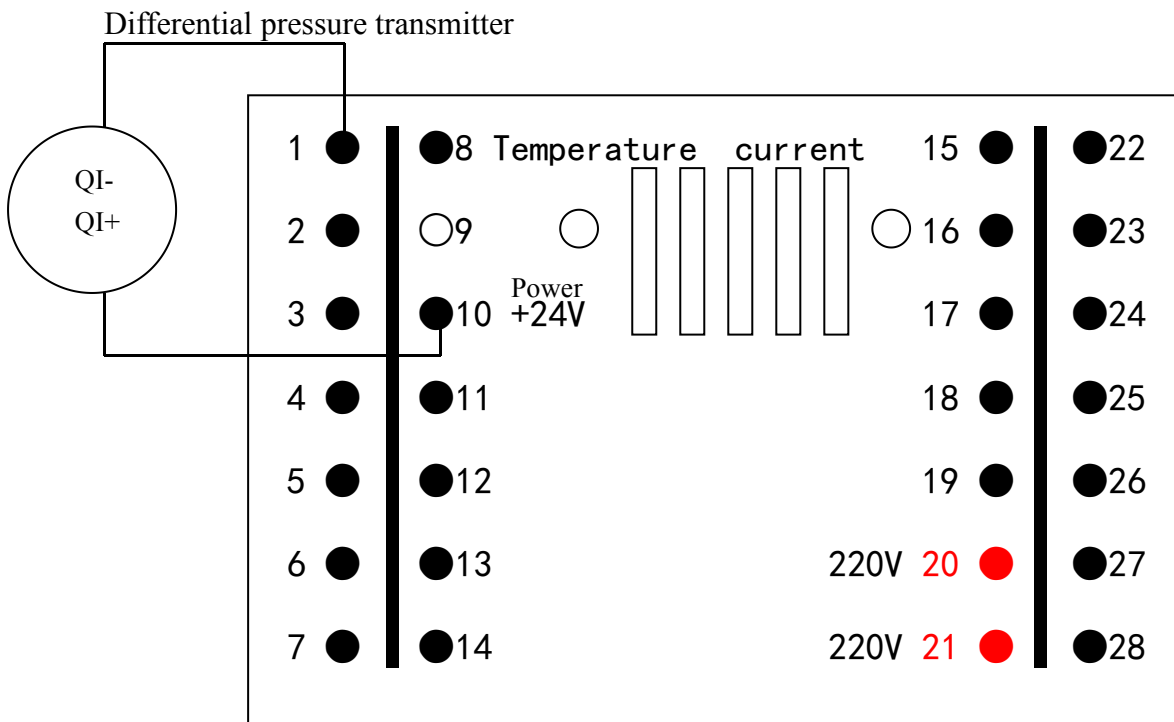 Differential pressure transmitter
QI-
QI+
1 8 Temperature current 15 22
2 9 16 23
Power
3 10 +24V 17 24
4 11 18 25
5 12 19 26
6 13 220V 20 27
7 14 220V 21 28